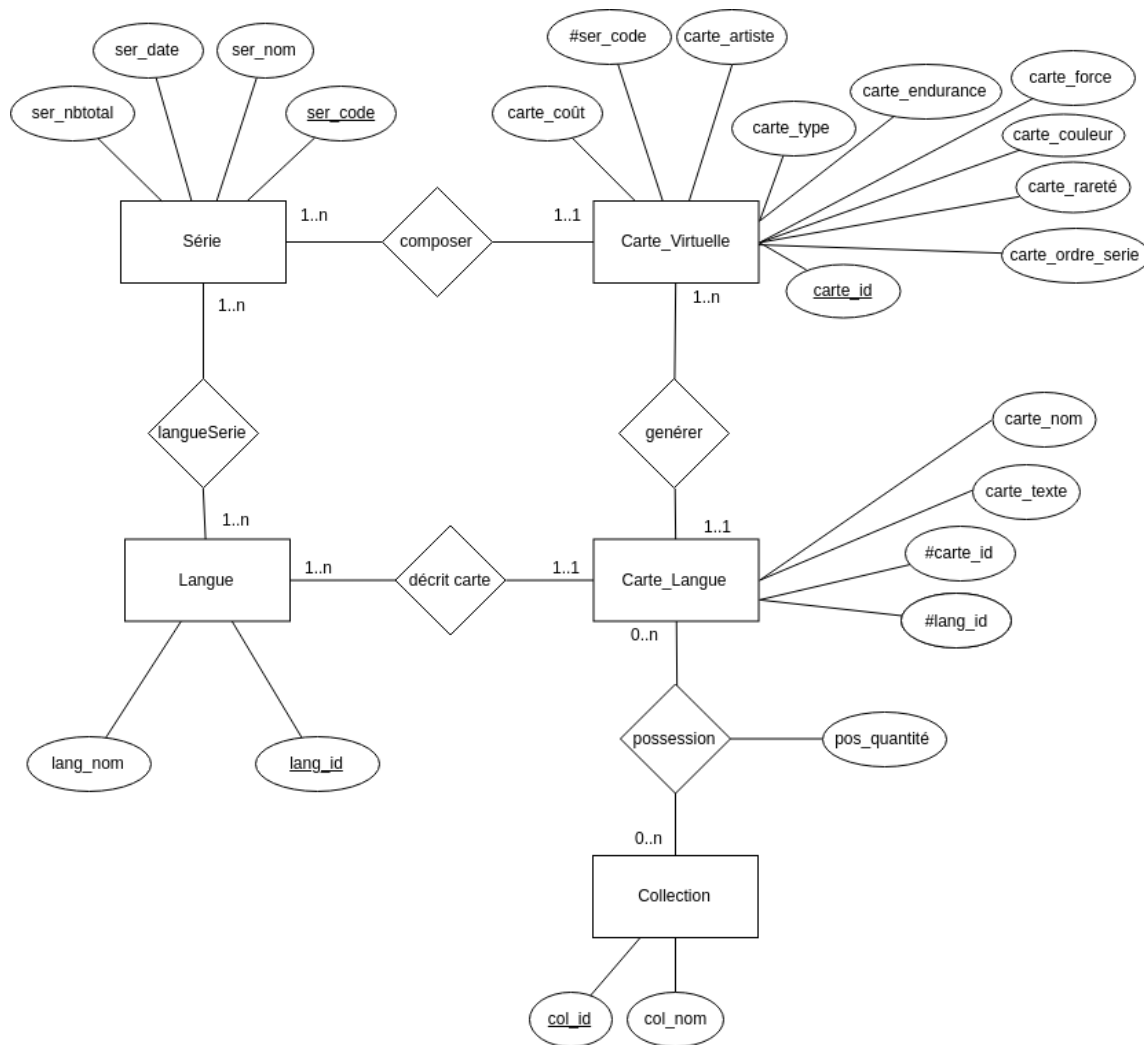 #ser_code
carte_artiste
ser_date
ser_nom
carte_force
carte_endurance
ser_nbtotal
ser_code
carte_coût
carte_type
carte_couleur
carte_rareté
1..n
1..1
Série
composer
Carte_Virtuelle
carte_ordre_serie
carte_id
1..n
1..n
carte_nom
langueSerie
genérer
carte_texte
1..n
1..1
#carte_id
1..n
1..1
Langue
décrit carte
Carte_Langue
#lang_id
0..n
possession
pos_quantité
lang_nom
lang_id
0..n
Collection
col_id
col_nom